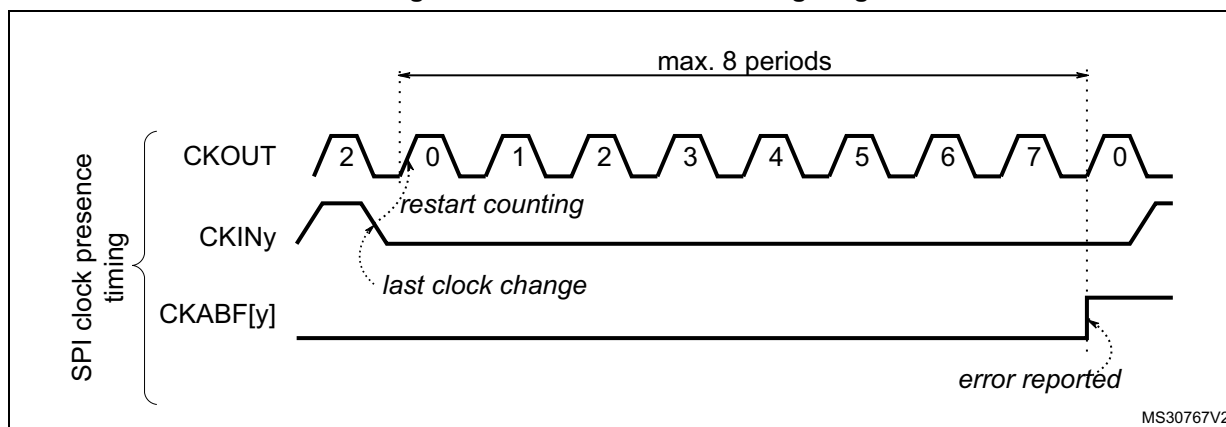 max. 8 periods
CKOUT
2 0 1 2 3 4 5 6 7 0
restart counting
CKINy
last clock change
CKABF[y]
error reported
SPI clock presence
timing
MS30767V2